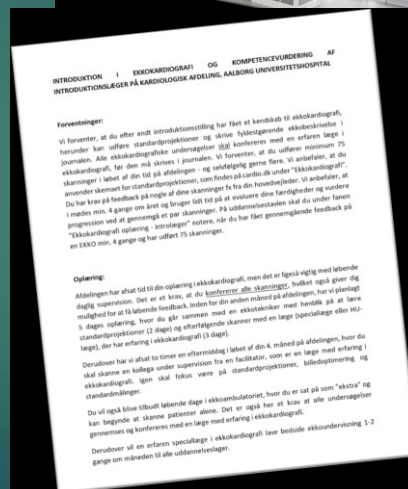 INTRODUKTION I EKKOKARDIOGRAFI OG KOMPETENCEVURDERING AF
INTRODUKTIONSLÆGER PÅ KARDIOLOGISK AFDELING, AALBORG UNIVERSITETSHOSPITAL
Forventninger:
Vi forventer, at du efter endt introduktionsstilling har fået et kendskab til ekkokardiografi,
herunder kan udføre standardprojektioner og skrive fyldestgørende ekkobeskrivelse i
journalen. Alle ekkokardiografiske undersøgelser skal konfereres med en erfaren læge i
ekkokardiografi, før den må skrives i journalen. Vi forventer, at du udfører minimum 75
skanninger i løbet af din tid på afdelingen - og selvfølgelig gerne flere. Vi anbefaler, at du
anvender skemaet for standardprojektioner, som findes på cardio.dk under "Ekkokardiografi".
Du har krav på feedback på nogle af dine skanninger fx fra din hovedvejleder. Vi anbefaler, at
I mødes min. 4 gange om året og bruger lidt tid på at evaluere dine færdigheder og vurdere
progression ved at gennemgå et par skanninger. På uddannelsestavlen skal du under fanen
"Ekkokardiografi oplæring - introlæger" notere, når du har fået gennemgående feedback på
en EKKO min. 4 gange og har udført 75 skanninger.
Oplæring:
Afdelingen har afsat tid til din oplæring i ekkokardiografi, men det er ligeså vigtig med løbende
daglig supervision. Det er et krav, at du konfererer alle skanninger, hvilket også giver dig
mulighed for at få løbende feedback. Inden for din anden måned på afdelingen, har vi planlagt
5 dages oplæring, hvor du går sammen med en ekkotekniker med henblik på at lære
standardprojektioner (2 dage) og efterfølgende skanner med en læge (speciallæge eller HU-
læge), der har erfaring i ekkokardiografi (3 dage).
Derudover har vi afsat to timer en eftermiddag i løbet af din 4. måned på afdelingen, hvor du
skal skanne en kollega under supervision fra en facilitator, som er en læge med erfaring i
ekkokardiografi. Igen skal fokus være på standardprojektioner, billedoptimering og
standardmålinger.
Du vil også blive tilbudt løbende dage i ekkoambulatoriet, hvor du er sat på som "ekstra" og
kan begynde at skanne patienter alene. Det er også her et krav at alle undersøgelser
gennemses og konfereres med en læge med erfaring i ekkokardiografi.
Derudover vil en erfaren speciallæge i ekkokardiografi lave bedside ekkoundervisning 1-2
gange om måneden til alle uddannelseslæger.